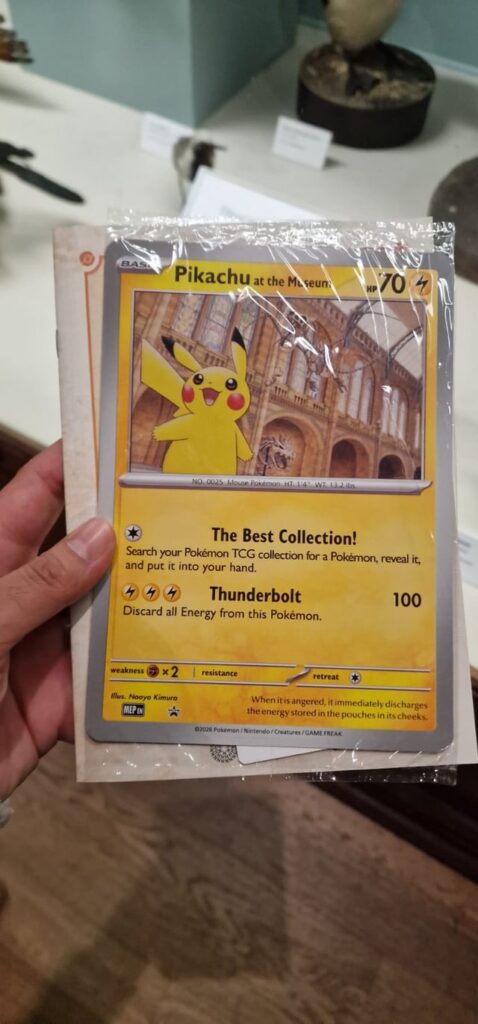 BASIC
Pikachu at the Museum HP 70
NO. 0025 Mouse Pokémon HT: 1'4" WT: 13.2 lbs.
The Best Collection!
Search your Pokémon TCG collection for a Pokémon, reveal it,
and put it into your hand.
Thunderbolt 100
Discard all Energy from this Pokémon.
weakness ×2 resistance retreat
Illus. Naoyo Kimura
MEP EN
When it is angered, it immediately discharges
the energy stored in the pouches in its cheeks.
©2026 Pokémon / Nintendo / Creatures / GAME FREAK